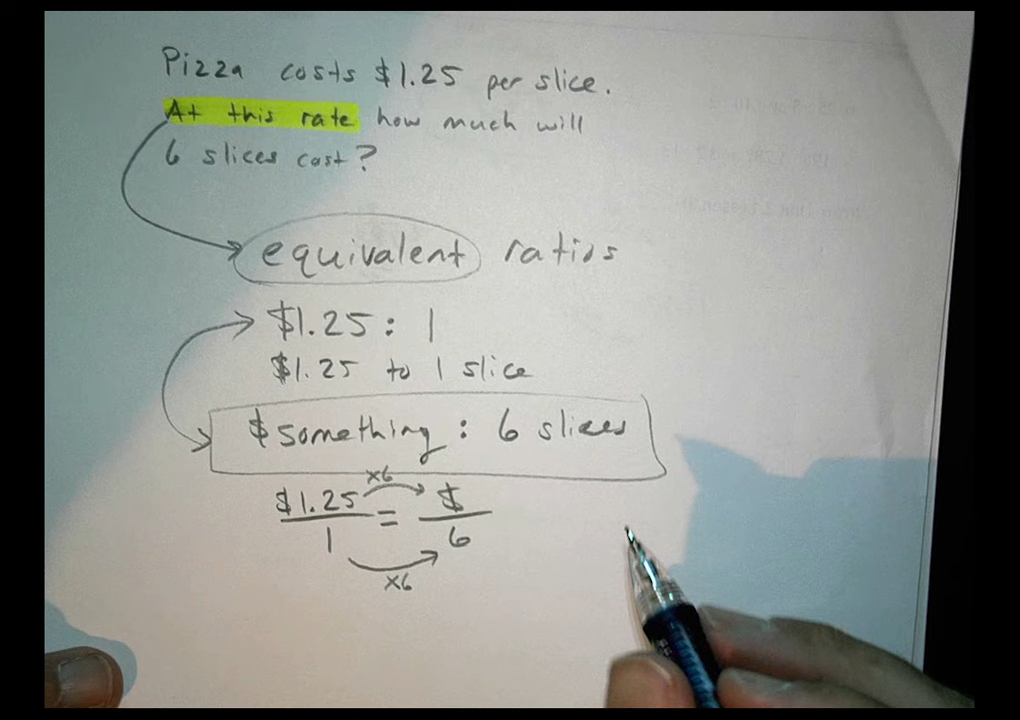 Pizza costs $1.25 per slice.
At this rate how much will
6 slices cost?
equivalent ratios
$1.25 : 1
$1.25 to 1 slice
$ something : 6 slices
x6
$1.25 = $
1 6
x6